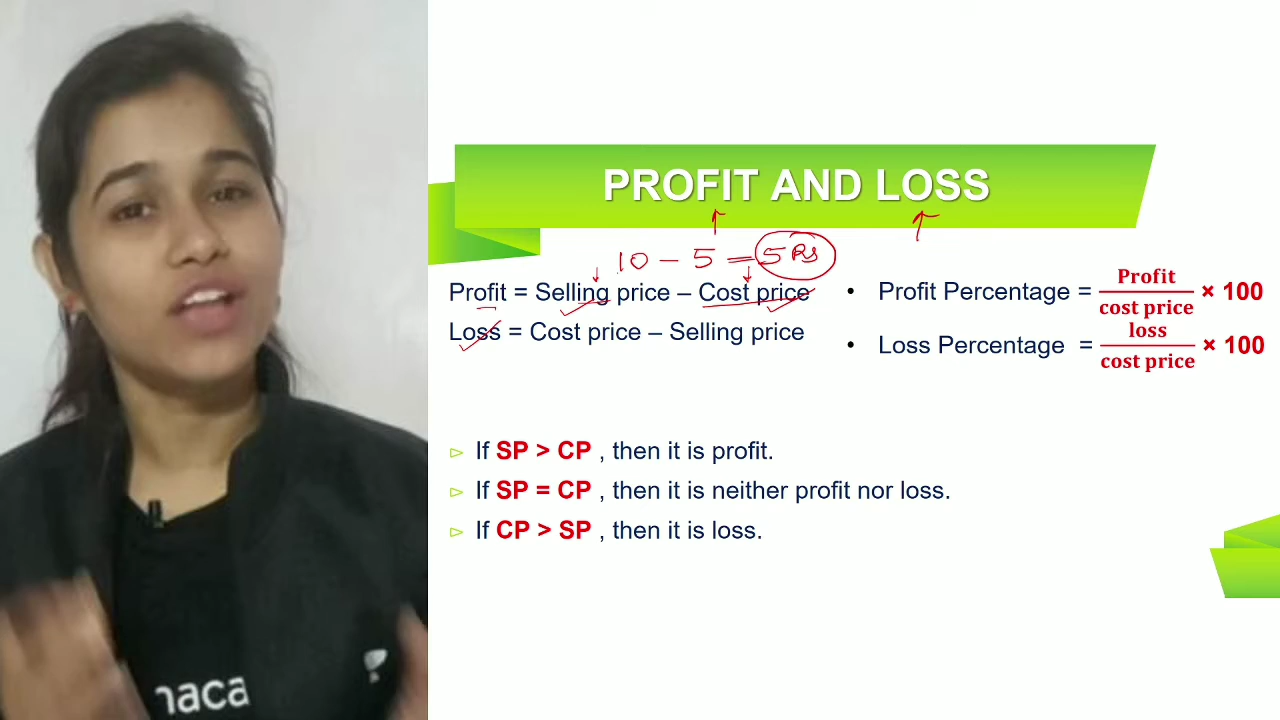 PROFIT AND LOSS
10 - 5 = 5 Rs
Profit = Selling price – Cost price
Loss = Cost price – Selling price
• Profit Percentage = Profit/cost price × 100
• Loss Percentage = loss/cost price × 100
▻ If SP > CP , then it is profit.
▻ If SP = CP , then it is neither profit nor loss.
▻ If CP > SP , then it is loss.
naca